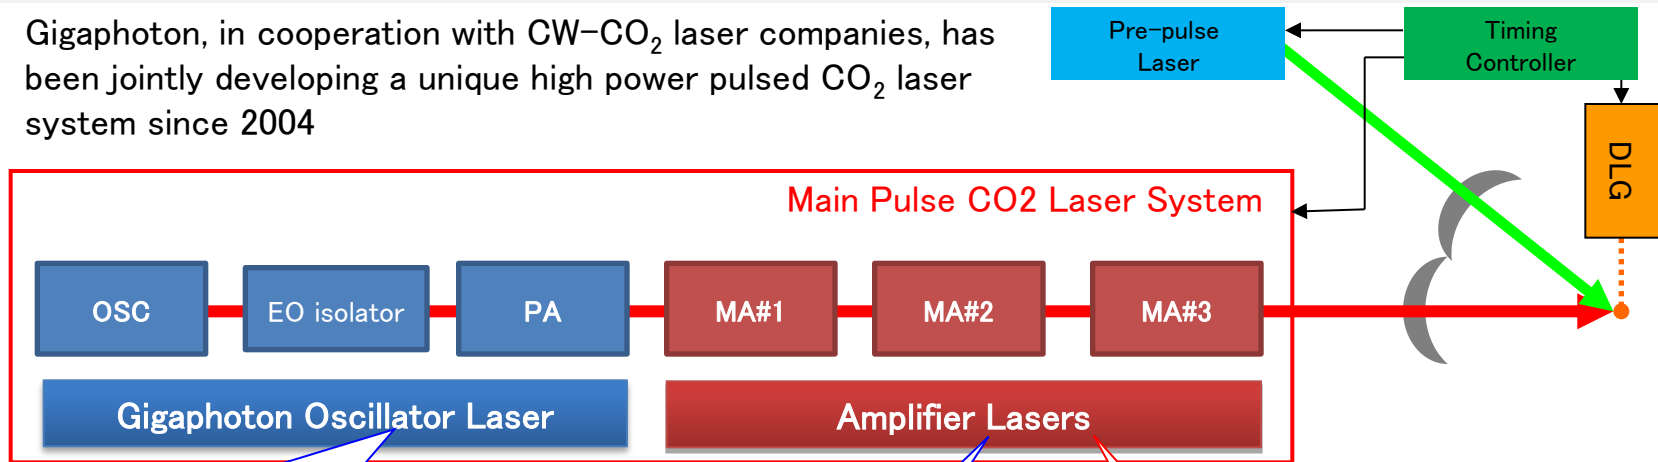 Gigaphoton, in cooperation with CW-CO₂ laser companies, has
been jointly developing a unique high power pulsed CO₂ laser
system since 2004
Pre-pulse
Laser
Timing
Controller
DLG
Main Pulse CO2 Laser System
OSC
EO isolator
PA
MA#1
MA#2
MA#3
Gigaphoton Oscillator Laser
Amplifier Lasers